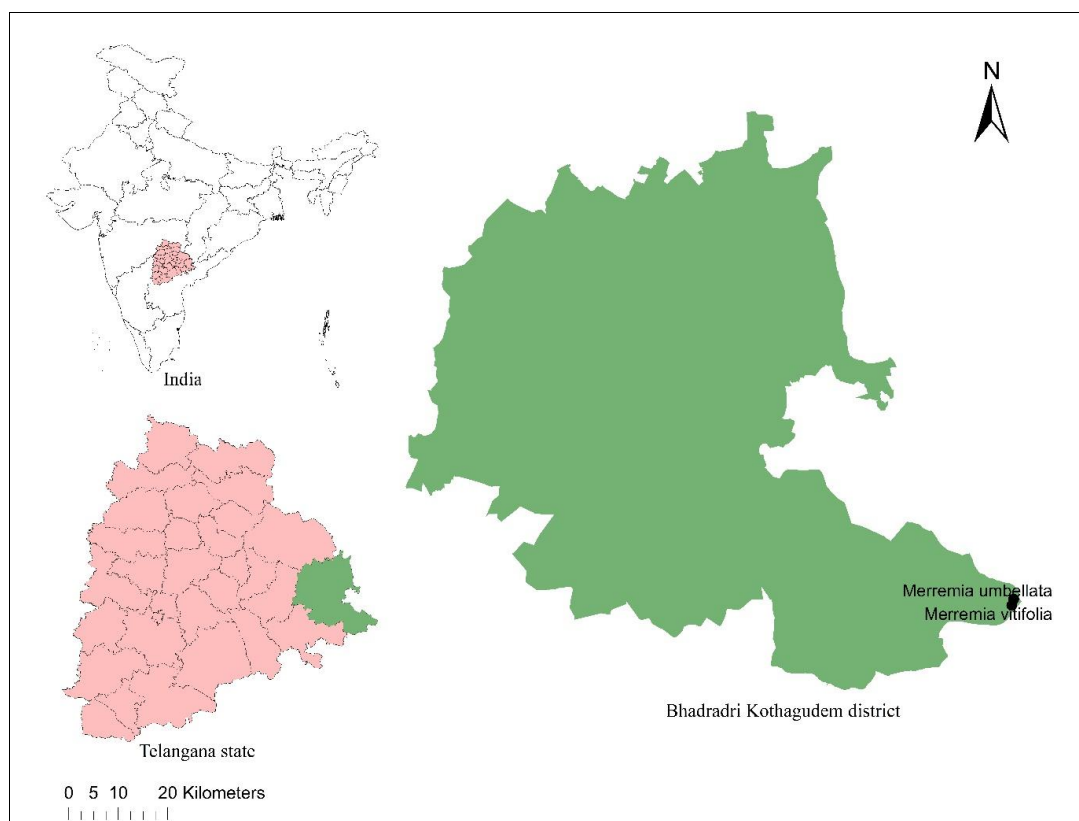 N
India
Merremia umbellata
Merremia vitifolia
Bhadradri Kothagudem district
Telangana state
0 5 10 20 Kilometers